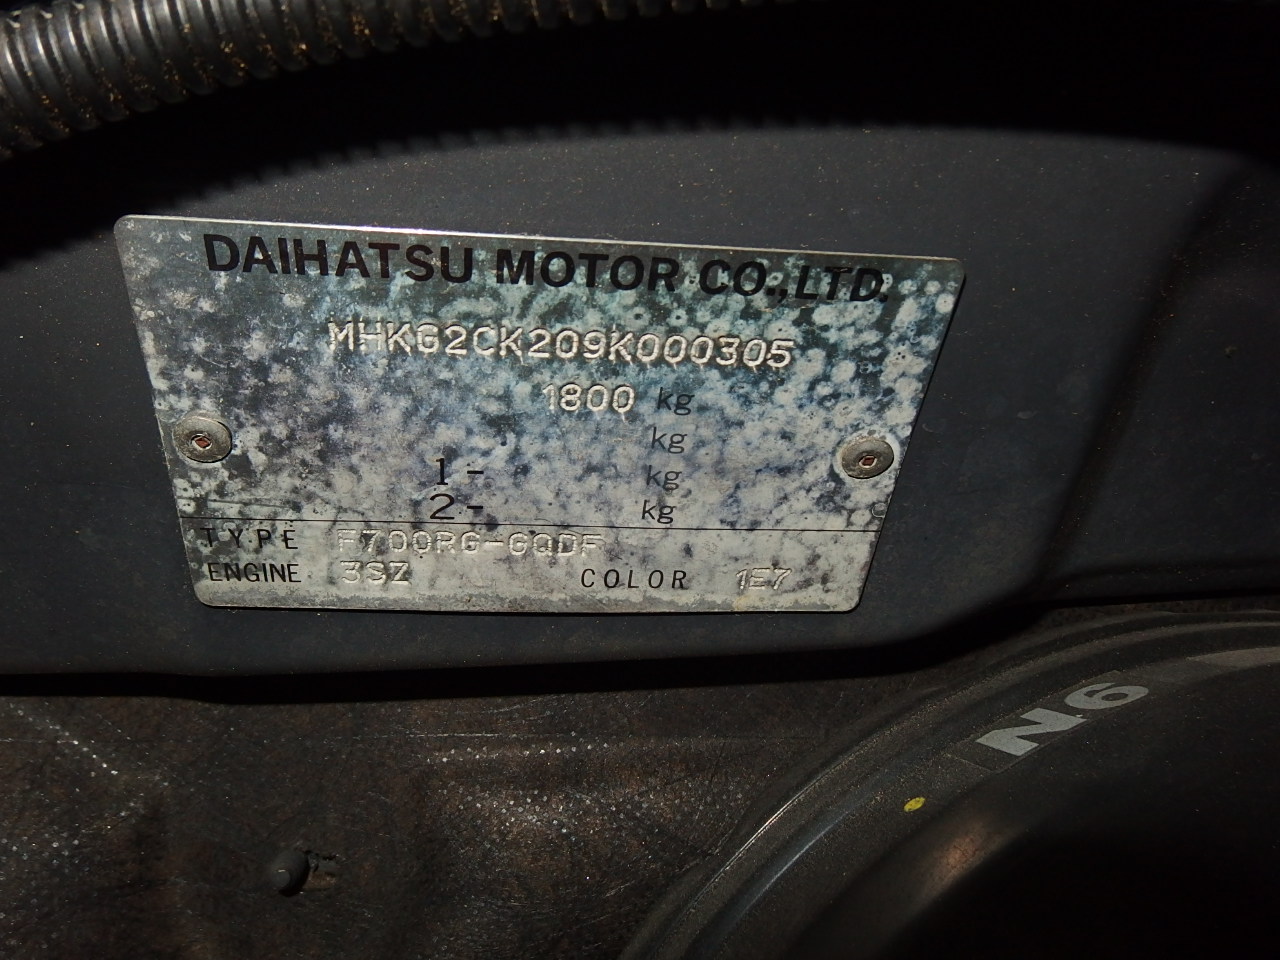 DAIHATSU MOTOR CO.,LTD.
MHKG2CK209K000305
1800 kg
kg
1- kg
2- kg
TYPE F700RG-GQDF
ENGINE 3SZ COLOR 1E7
N6